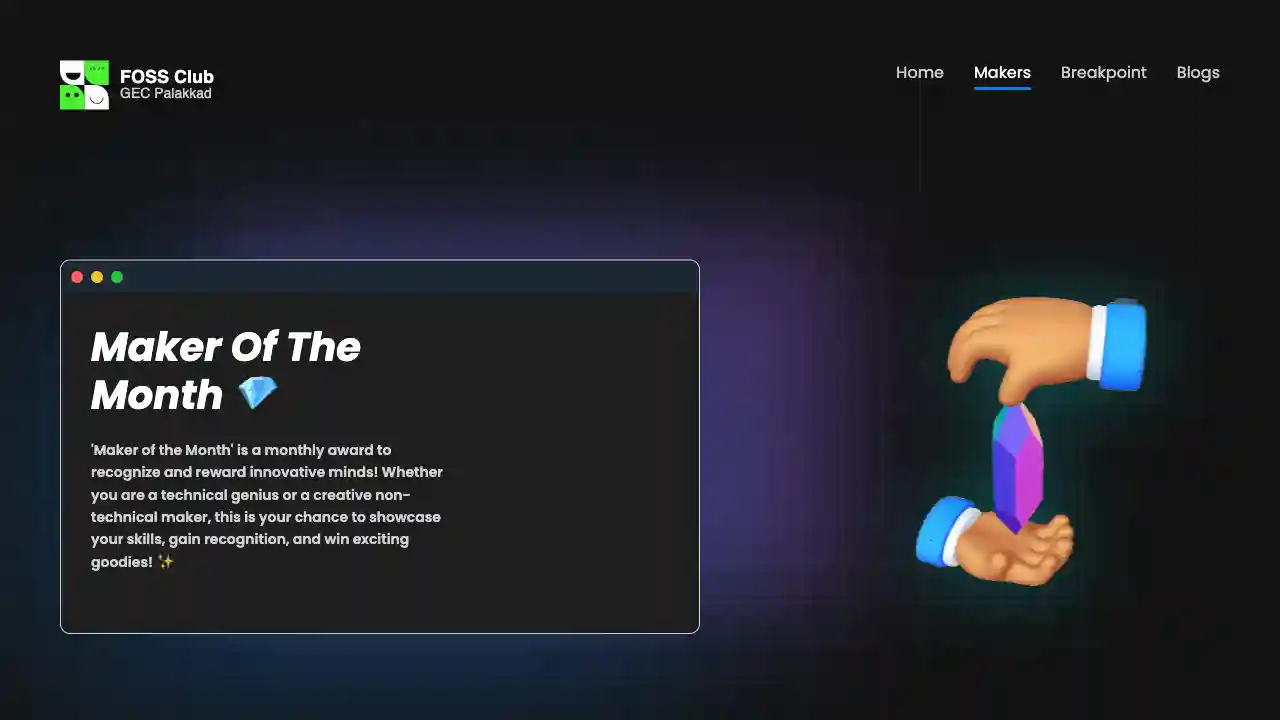 FOSS Club
GEC Palakkad
Home Makers Breakpoint Blogs
Maker Of The
Month 💎
'Maker of the Month' is a monthly award to
recognize and reward innovative minds! Whether
you are a technical genius or a creative non-
technical maker, this is your chance to showcase
your skills, gain recognition, and win exciting
goodies! ✨